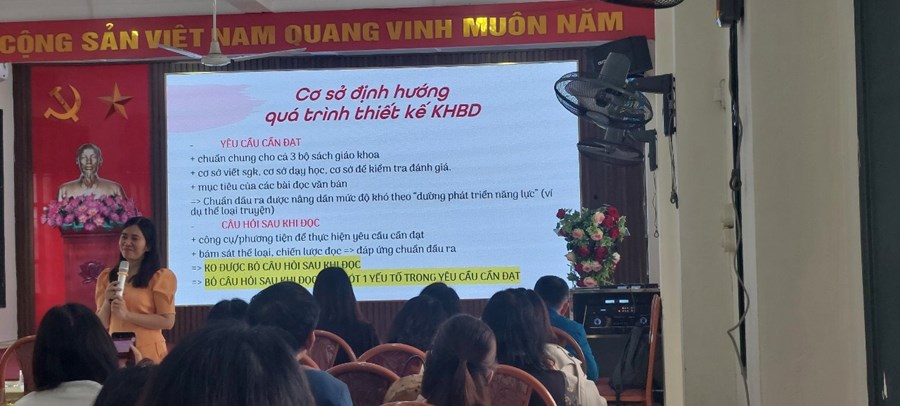 CỘNG SẢN VIỆT NAM QUANG VINH MUÔN NĂM
Cơ sở định hướng
quá trình thiết kế KHBD
- YÊU CẦU CẦN ĐẠT
+ chuẩn chung cho cả 3 bộ sách giáo khoa
+ cơ sở viết sgk, cơ sở dạy học, cơ sở để kiểm tra đánh giá.
+ mục tiêu của các bài đọc văn bản
=> Chuẩn đầu ra được nâng dần mức độ khó theo "đường phát triển năng lực" (ví
dụ thể loại truyện)
- CÂU HỎI SAU KHI ĐỌC
+ công cụ/phương tiện để thực hiện yêu cầu cần đạt
+ bám sát thể loại, chiến lược đọc => đáp ứng chuẩn đầu ra
=> KO ĐƯỢC BỎ CÂU HỎI SAU KHI ĐỌC
=> BỎ CÂU HỎI SAU KHI ĐỌC 1 YẾU TỐ TRONG YÊU CẦU CẦN ĐẠT